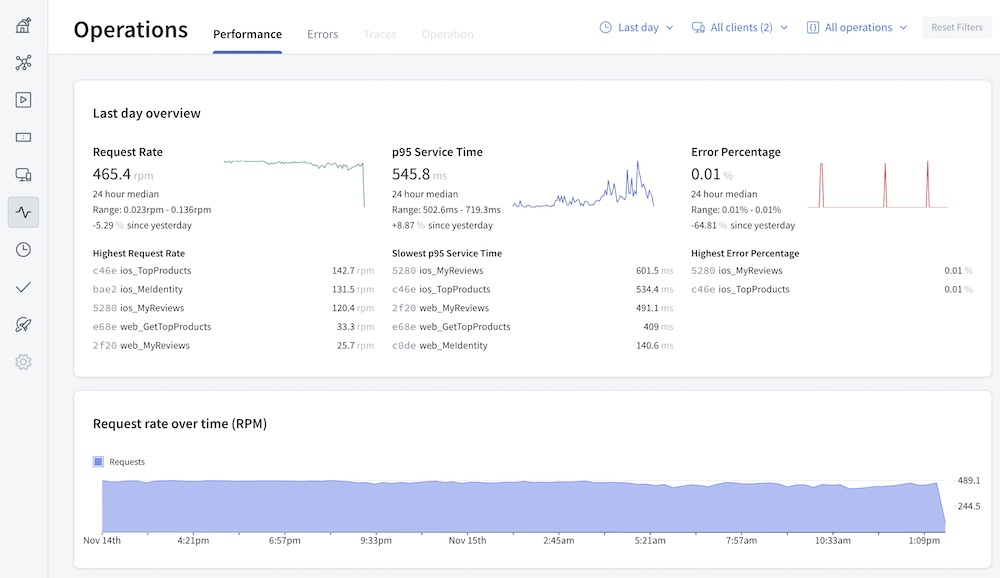 Operations
Performance
Errors
Traces
Operation
Last day
All clients (2)
All operations
Reset Filters
Last day overview
Request Rate
465.4 rpm
24 hour median
Range: 0.023rpm - 0.136rpm
-5.29 % since yesterday
Highest Request Rate
c46e ios_TopProducts 142.7 rpm
bae2 ios_MeIdentity 131.5 rpm
5280 ios_MyReviews 120.4 rpm
e68e web_GetTopProducts 33.3 rpm
2f20 web_MyReviews 25.7 rpm
p95 Service Time
545.8 ms
24 hour median
Range: 502.6ms - 719.3ms
+8.87 % since yesterday
Slowest p95 Service Time
5280 ios_MyReviews 601.5 ms
c46e ios_TopProducts 534.4 ms
2f20 web_MyReviews 491.1 ms
e68e web_GetTopProducts 409 ms
c0de web_MeIdentity 140.6 ms
Error Percentage
0.01 %
24 hour median
Range: 0.01% - 0.01%
-64.81 % since yesterday
Highest Error Percentage
5280 ios_MyReviews 0.01 %
c46e ios_TopProducts 0.01 %
Request rate over time (RPM)
Requests
489.1
244.5
Nov 14th 4:21pm 6:57pm 9:33pm Nov 15th 2:45am 5:21am 7:57am 10:33am 1:09pm